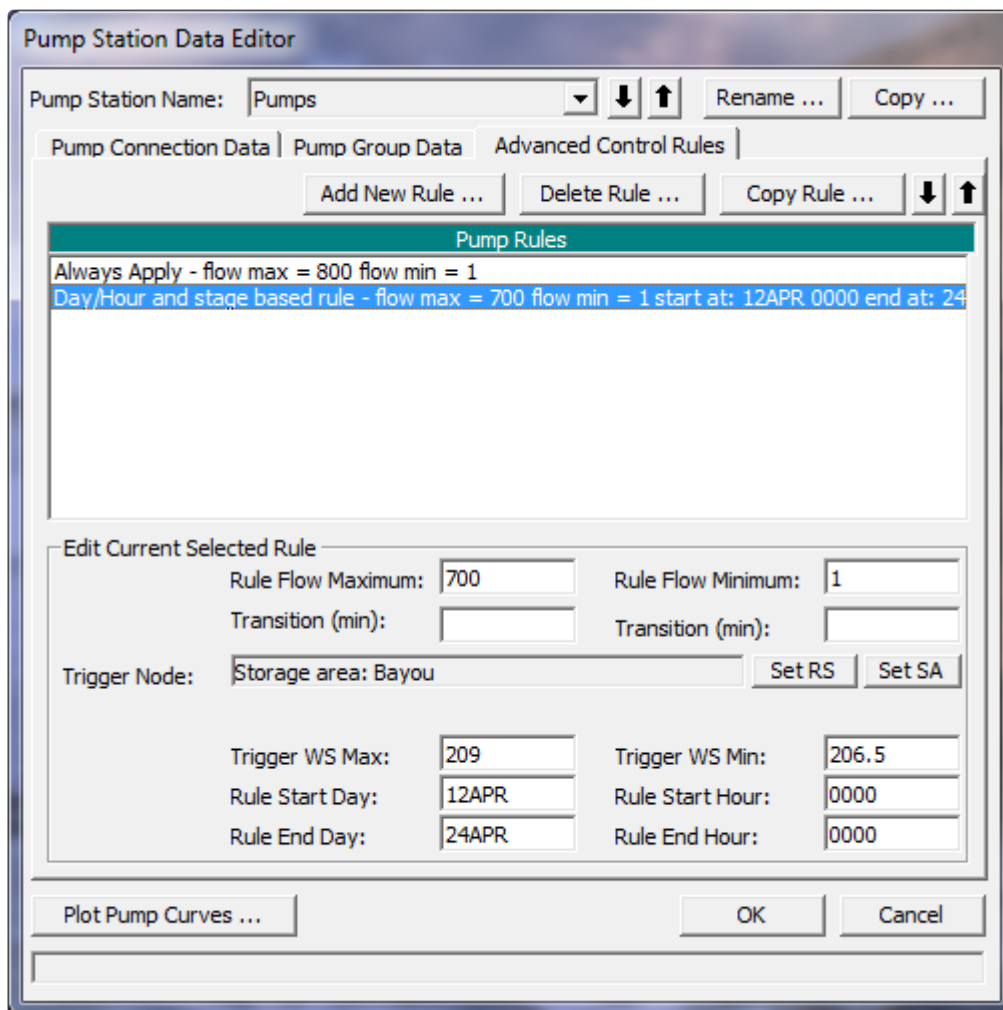 Pump Station Data Editor
Pump Station Name: Pumps Rename ... Copy ...
Pump Connection Data Pump Group Data Advanced Control Rules
Add New Rule ... Delete Rule ... Copy Rule ...
Pump Rules
Always Apply - flow max = 800 flow min = 1
Day/Hour and stage based rule - flow max = 700 flow min = 1 start at: 12APR 0000 end at: 24
Edit Current Selected Rule
Rule Flow Maximum: 700 Rule Flow Minimum: 1
Transition (min): Transition (min):
Trigger Node: Storage area: Bayou Set RS Set SA
Trigger WS Max: 209 Trigger WS Min: 206.5
Rule Start Day: 12APR Rule Start Hour: 0000
Rule End Day: 24APR Rule End Hour: 0000
Plot Pump Curves ... OK Cancel